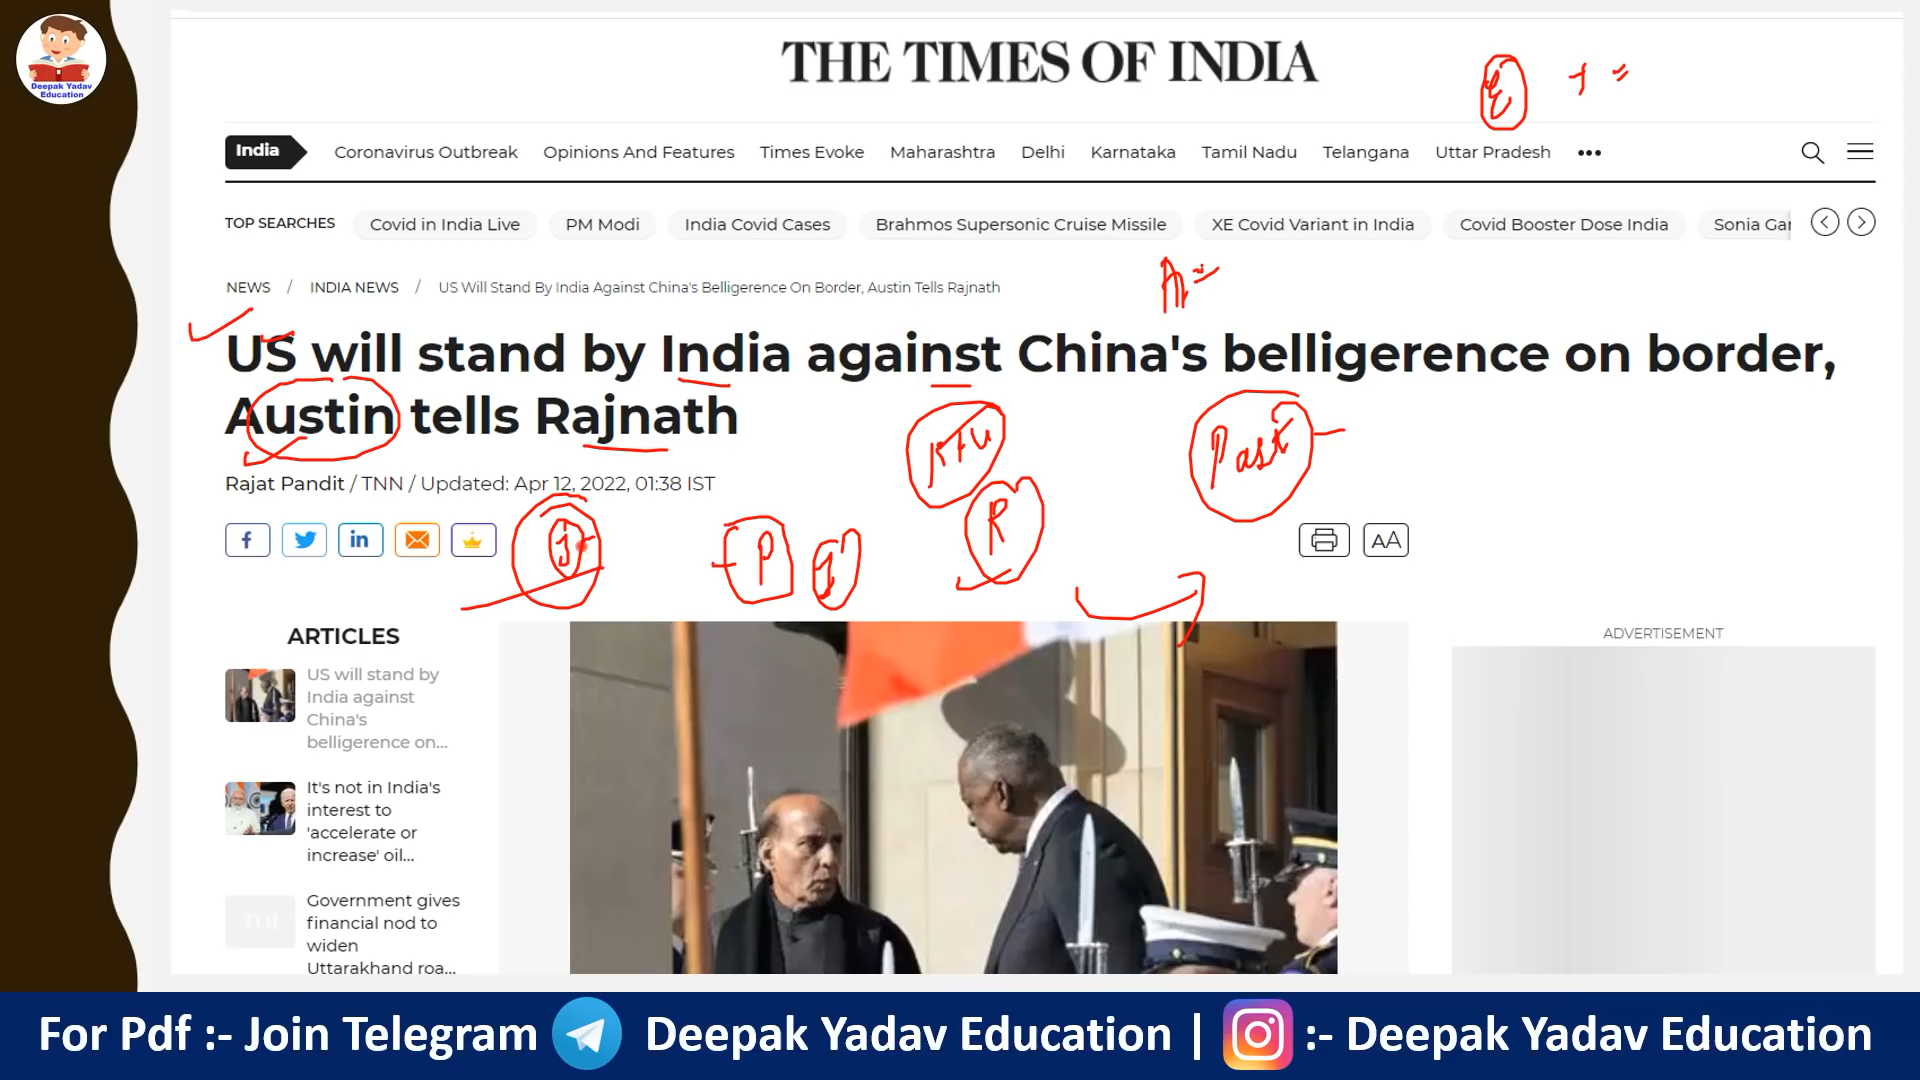 Deepak Yadav
Education
THE TIMES OF INDIA
E + =
India
Coronavirus Outbreak Opinions And Features Times Evoke Maharashtra Delhi Karnataka Tamil Nadu Telangana Uttar Pradesh •••
TOP SEARCHES Covid in India Live PM Modi India Covid Cases Brahmos Supersonic Cruise Missile XE Covid Variant in India Covid Booster Dose India Sonia Gar
NEWS / INDIA NEWS / US Will Stand By India Against China's Belligerence On Border, Austin Tells Rajnath
US will stand by India against China's belligerence on border,
Austin tells Rajnath
Past
Rajat Pandit / TNN / Updated: Apr 12, 2022, 01:38 IST
P
R
AA
ARTICLES
US will stand by
India against
China's
belligerence on...
It's not in India's
interest to
'accelerate or
increase' oil...
Government gives
financial nod to
widen
Uttarakhand roa...
TOI
ADVERTISEMENT
For Pdf :- Join Telegram Deepak Yadav Education | :- Deepak Yadav Education